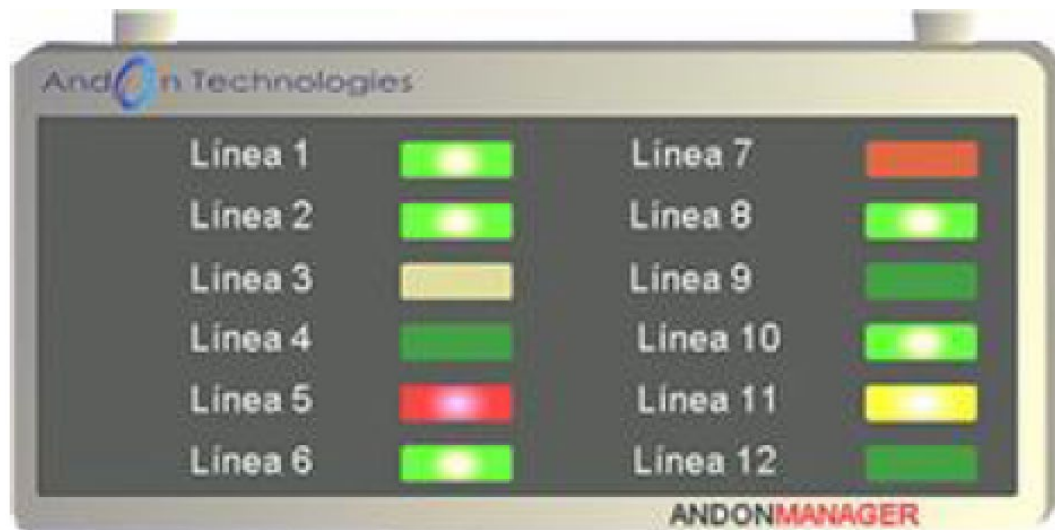 Andon Technologies
Línea 1
Línea 2
Línea 3
Línea 4
Línea 5
Línea 6
Línea 7
Línea 8
Línea 9
Línea 10
Línea 11
Línea 12
ANDONMANAGER